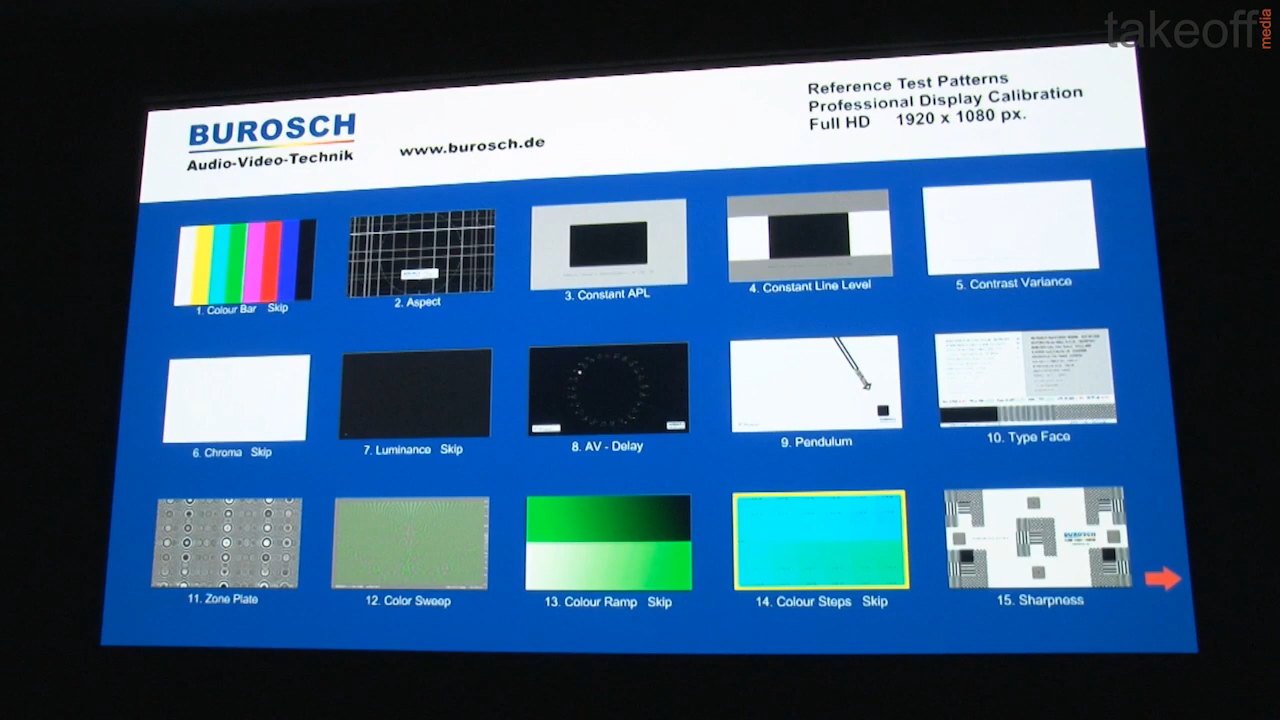 takeoff media
BUROSCH
Audio-Video-Technik
www.burosch.de
Reference Test Patterns
Professional Display Calibration
Full HD 1920 x 1080 px.
1. Colour Bar Skip
2. Aspect
3. Constant APL
4. Constant Line Level
5. Contrast Variance
6. Chroma Skip
7. Luminance Skip
8. AV - Delay
9. Pendulum
10. Type Face
11. Zone Plate
12. Color Sweep
13. Colour Ramp Skip
14. Colour Steps Skip
15. Sharpness